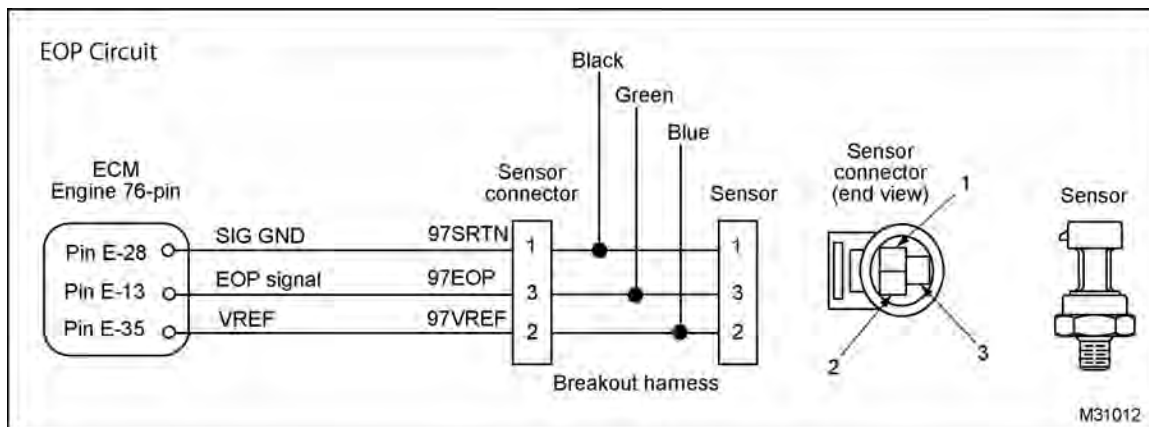 EOP Circuit
Black
Green
Blue
ECM
Engine 76-pin
Sensor
connector
Sensor
Sensor
connector
(end view)
1
Sensor
Pin E-28
SIG GND
97SRTN
1
1
Pin E-13
EOP signal
97EOP
3
3
Pin E-35
VREF
97VREF
2
2
2
3
Breakout harness
M31012